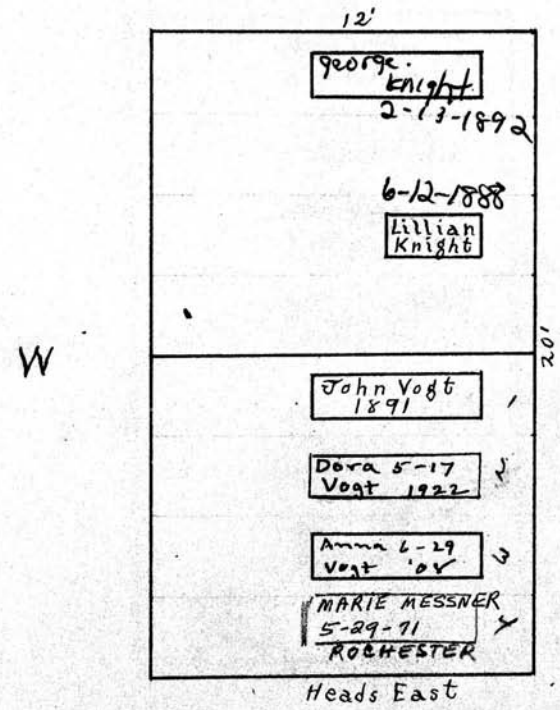 12'
George.
Knight
2-13-1892
6-12-1888
Lillian
Knight
W
20'
John Vogt
1891
1
Dora 5-17
Vogt 1922
2
Anna 6-29
Vogt '08
3
MARIE MESSNER
5-29-71
4
ROCHESTER
Heads East